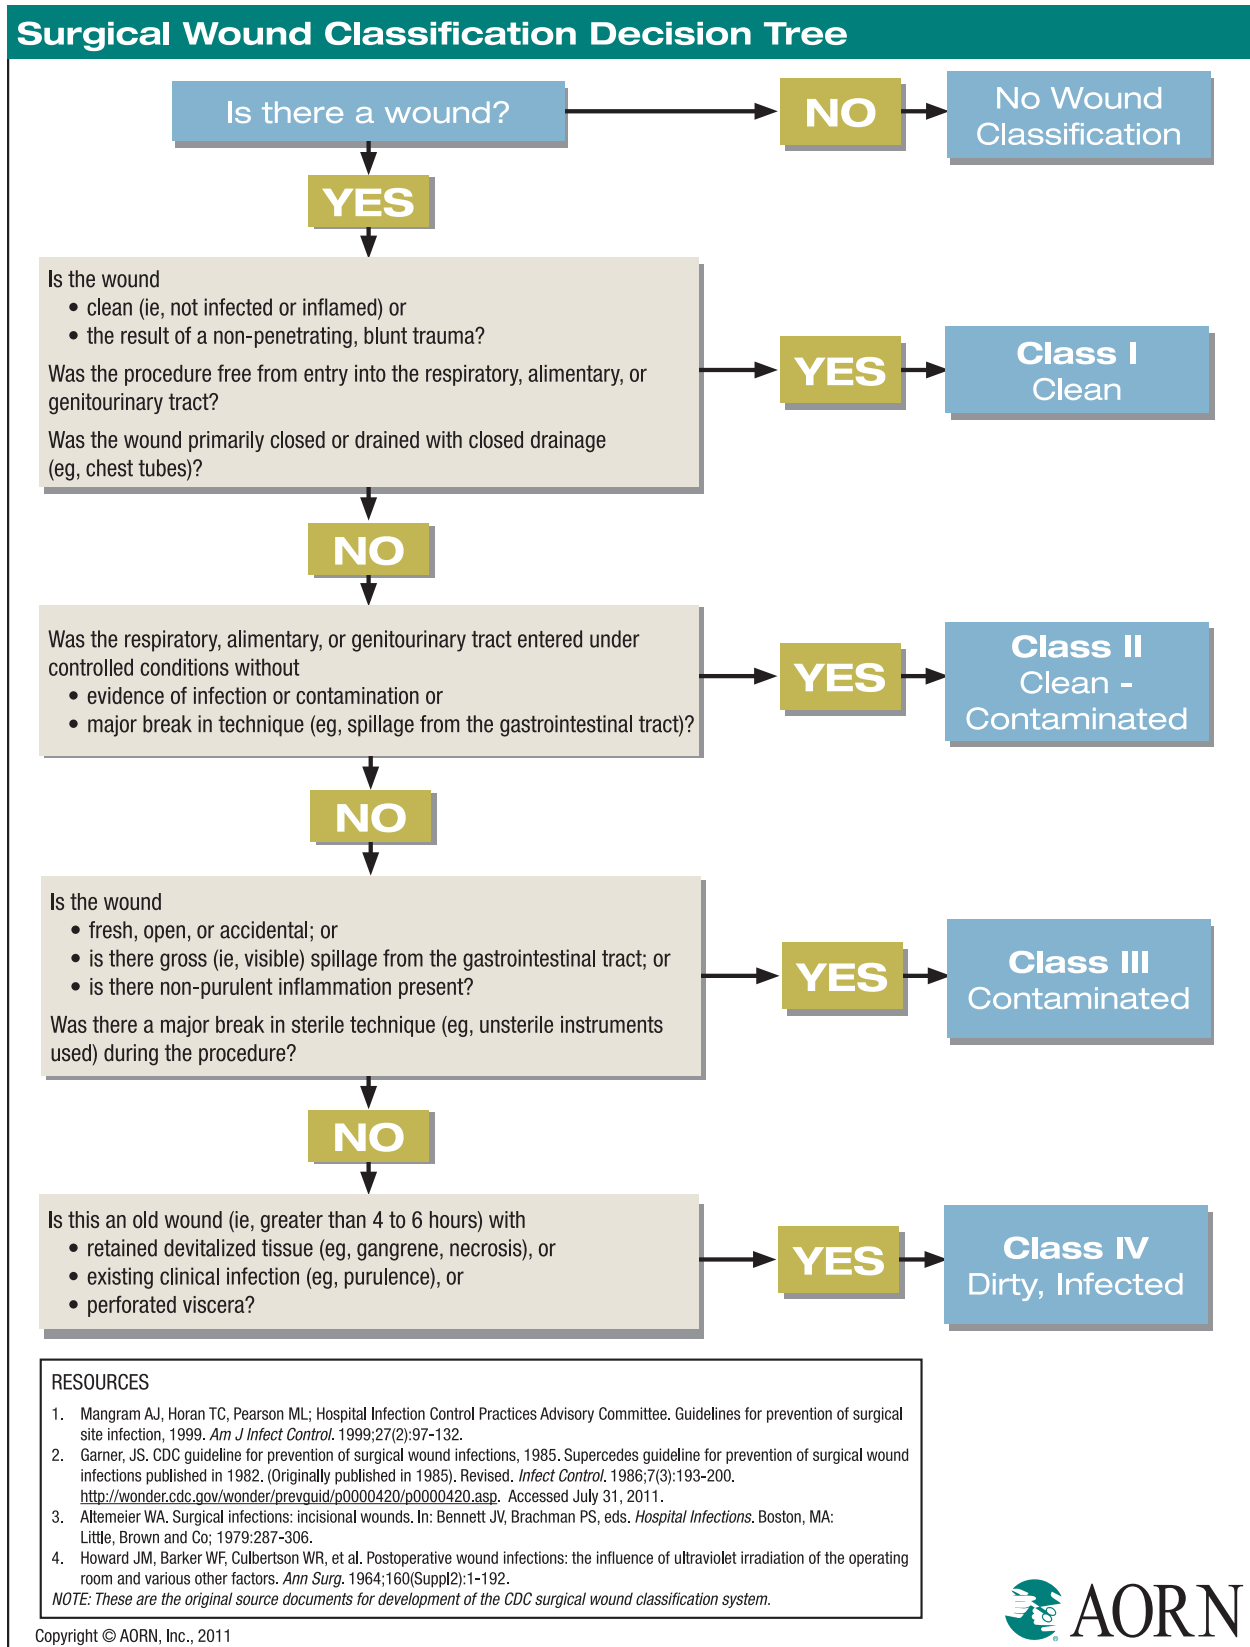 Surgical Wound Classification Decision Tree
Is there a wound?
NO
No Wound
Classification
YES
Is the wound
• clean (ie, not infected or inflamed) or
• the result of a non-penetrating, blunt trauma?
Was the procedure free from entry into the respiratory, alimentary, or
genitourinary tract?
Was the wound primarily closed or drained with closed drainage
(eg, chest tubes)?
YES
Class I
Clean
NO
Was the respiratory, alimentary, or genitourinary tract entered under
controlled conditions without
• evidence of infection or contamination or
• major break in technique (eg, spillage from the gastrointestinal tract)?
YES
Class II
Clean -
Contaminated
NO
Is the wound
• fresh, open, or accidental; or
• is there gross (ie, visible) spillage from the gastrointestinal tract; or
• is there non-purulent inflammation present?
Was there a major break in sterile technique (eg, unsterile instruments
used) during the procedure?
YES
Class III
Contaminated
NO
Is this an old wound (ie, greater than 4 to 6 hours) with
• retained devitalized tissue (eg, gangrene, necrosis), or
• existing clinical infection (eg, purulence), or
• perforated viscera?
YES
Class IV
Dirty, Infected
RESOURCES
1. Mangram AJ, Horan TC, Pearson ML; Hospital Infection Control Practices Advisory Committee. Guidelines for prevention of surgical
site infection, 1999. Am J Infect Control. 1999;27(2):97-132.
2. Garner, JS. CDC guideline for prevention of surgical wound infections, 1985. Supercedes guideline for prevention of surgical wound
infections published in 1982. (Originally published in 1985). Revised. Infect Control. 1986;7(3):193-200.
http://wonder.cdc.gov/wonder/prevguid/p0000420/p0000420.asp. Accessed July 31, 2011.
3. Altemeier WA. Surgical infections: incisional wounds. In: Bennett JV, Brachman PS, eds. Hospital Infections. Boston, MA:
Little, Brown and Co; 1979:287-306.
4. Howard JM, Barker WF, Culbertson WR, et al. Postoperative wound infections: the influence of ultraviolet irradiation of the operating
room and various other factors. Ann Surg. 1964;160(Suppl2):1-192.
NOTE: These are the original source documents for development of the CDC surgical wound classification system.
Copyright © AORN, Inc., 2011
® AORN